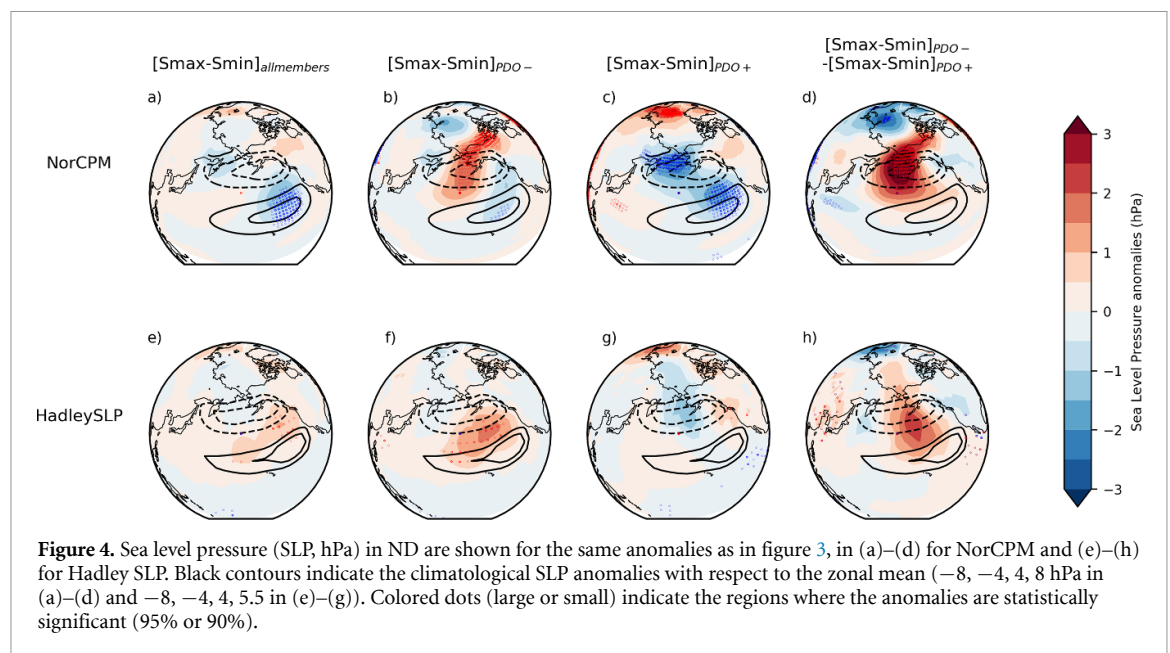 [Smax-Smin]allmembers
[Smax-Smin]PDO−
[Smax-Smin]PDO+
[Smax-Smin]PDO−
-[Smax-Smin]PDO+
a)
b)
c)
d)
NorCPM
e)
f)
g)
h)
HadleySLP
3
2
1
0
−1
−2
−3
Sea Level Pressure anomalies (hPa)
Figure 4. Sea level pressure (SLP, hPa) in ND are shown for the same anomalies as in figure 3, in (a)–(d) for NorCPM and (e)–(h)
for Hadley SLP. Black contours indicate the climatological SLP anomalies with respect to the zonal mean (−8, −4, 4, 8 hPa in
(a)–(d) and −8, −4, 4, 5.5 in (e)–(g)). Colored dots (large or small) indicate the regions where the anomalies are statistically
significant (95% or 90%).